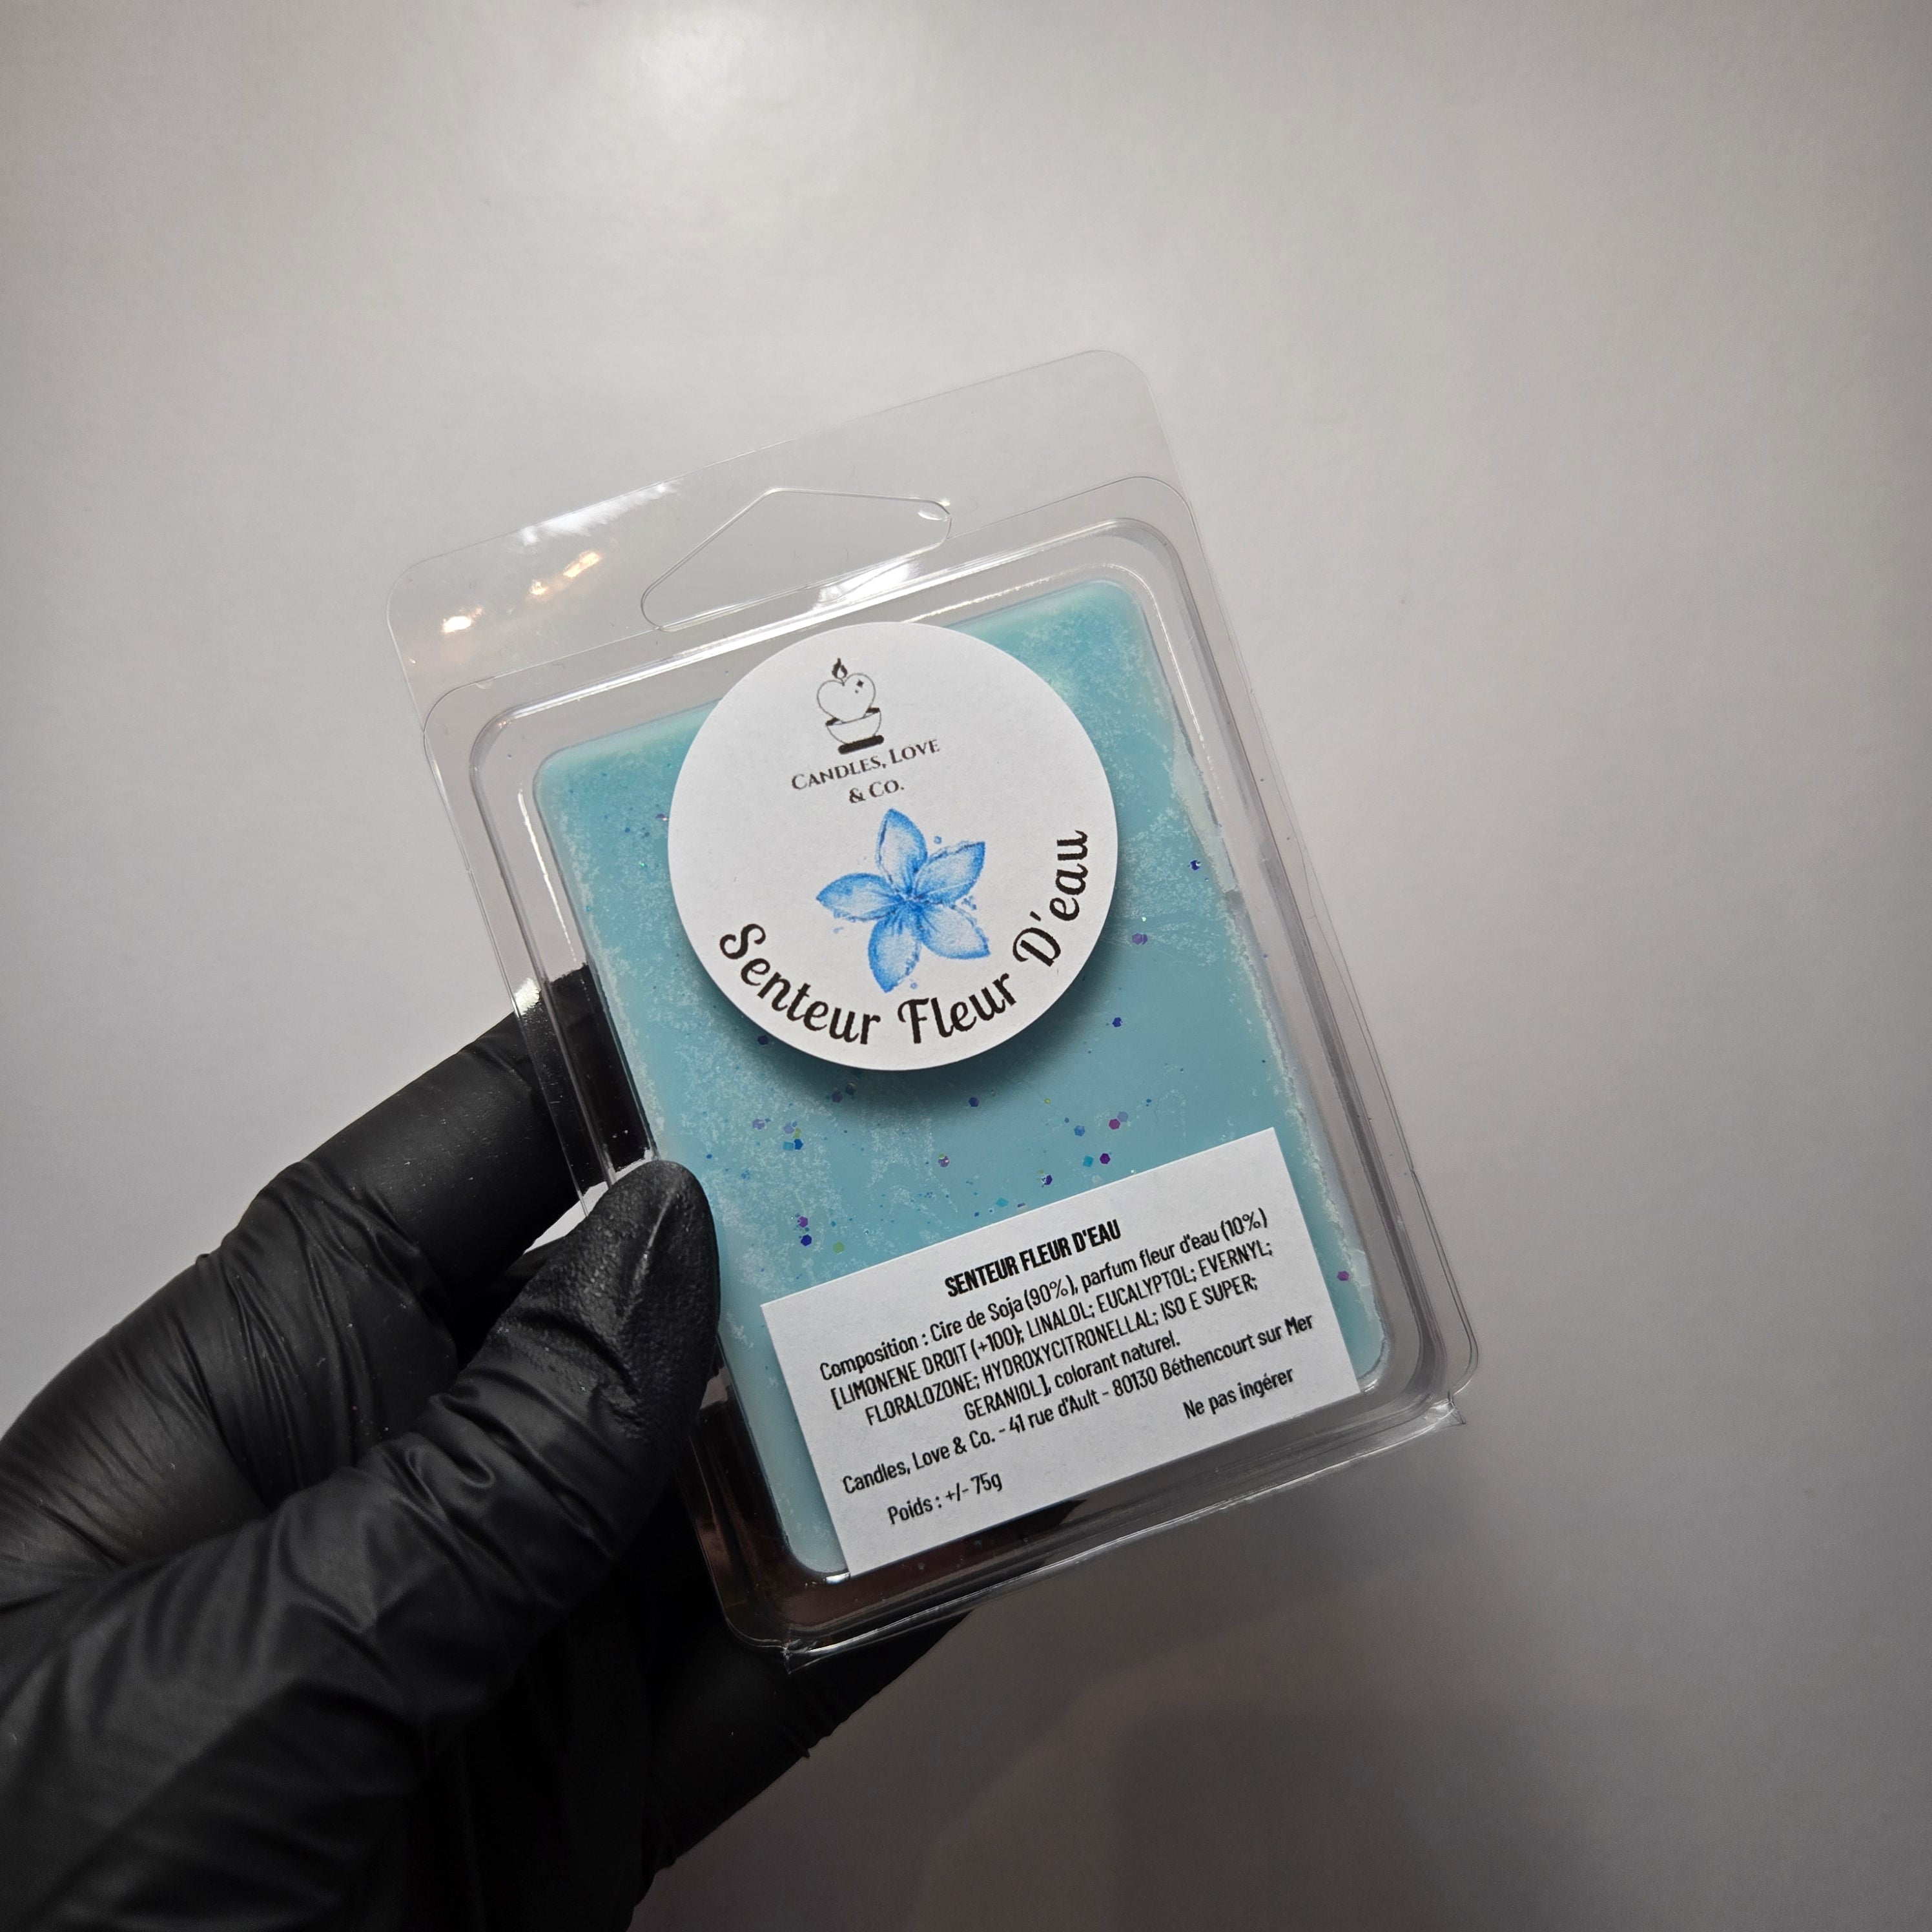 CANDLES, LOVE
& CO.
Senteur Fleur D'eau
SENTEUR FLEUR D'EAU
Composition : Cire de Soja (90%), parfum fleur d'eau (10%)
[LIMONENE DROIT (+100); LINALOL; EUCALYPTOL; EVERNYL;
FLORALOZONE; HYDROXYCITRONELLAL; ISO E SUPER;
GERANIOL], colorant naturel.
Candles, Love & Co. - 41 rue d'Ault - 80130 Béthencourt sur Mer
Poids : +/- 75g
Ne pas ingérer